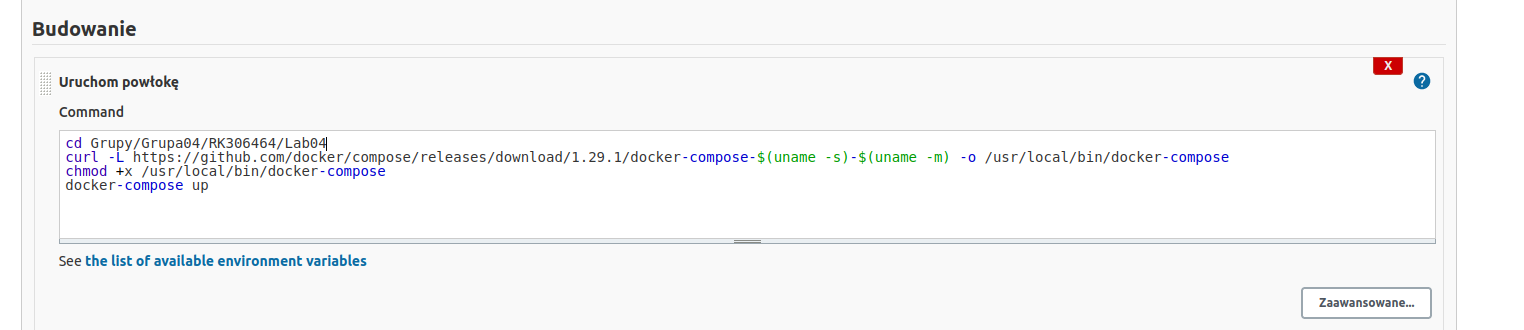 Budowanie
X
Uruchom powłokę
?
Command
cd Grupy/Grupa04/RK306464/Lab04
curl -L https://github.com/docker/compose/releases/download/1.29.1/docker-compose-$(uname -s)-$(uname -m) -o /usr/local/bin/docker-compose
chmod +x /usr/local/bin/docker-compose
docker-compose up
See the list of available environment variables
Zaawansowane...